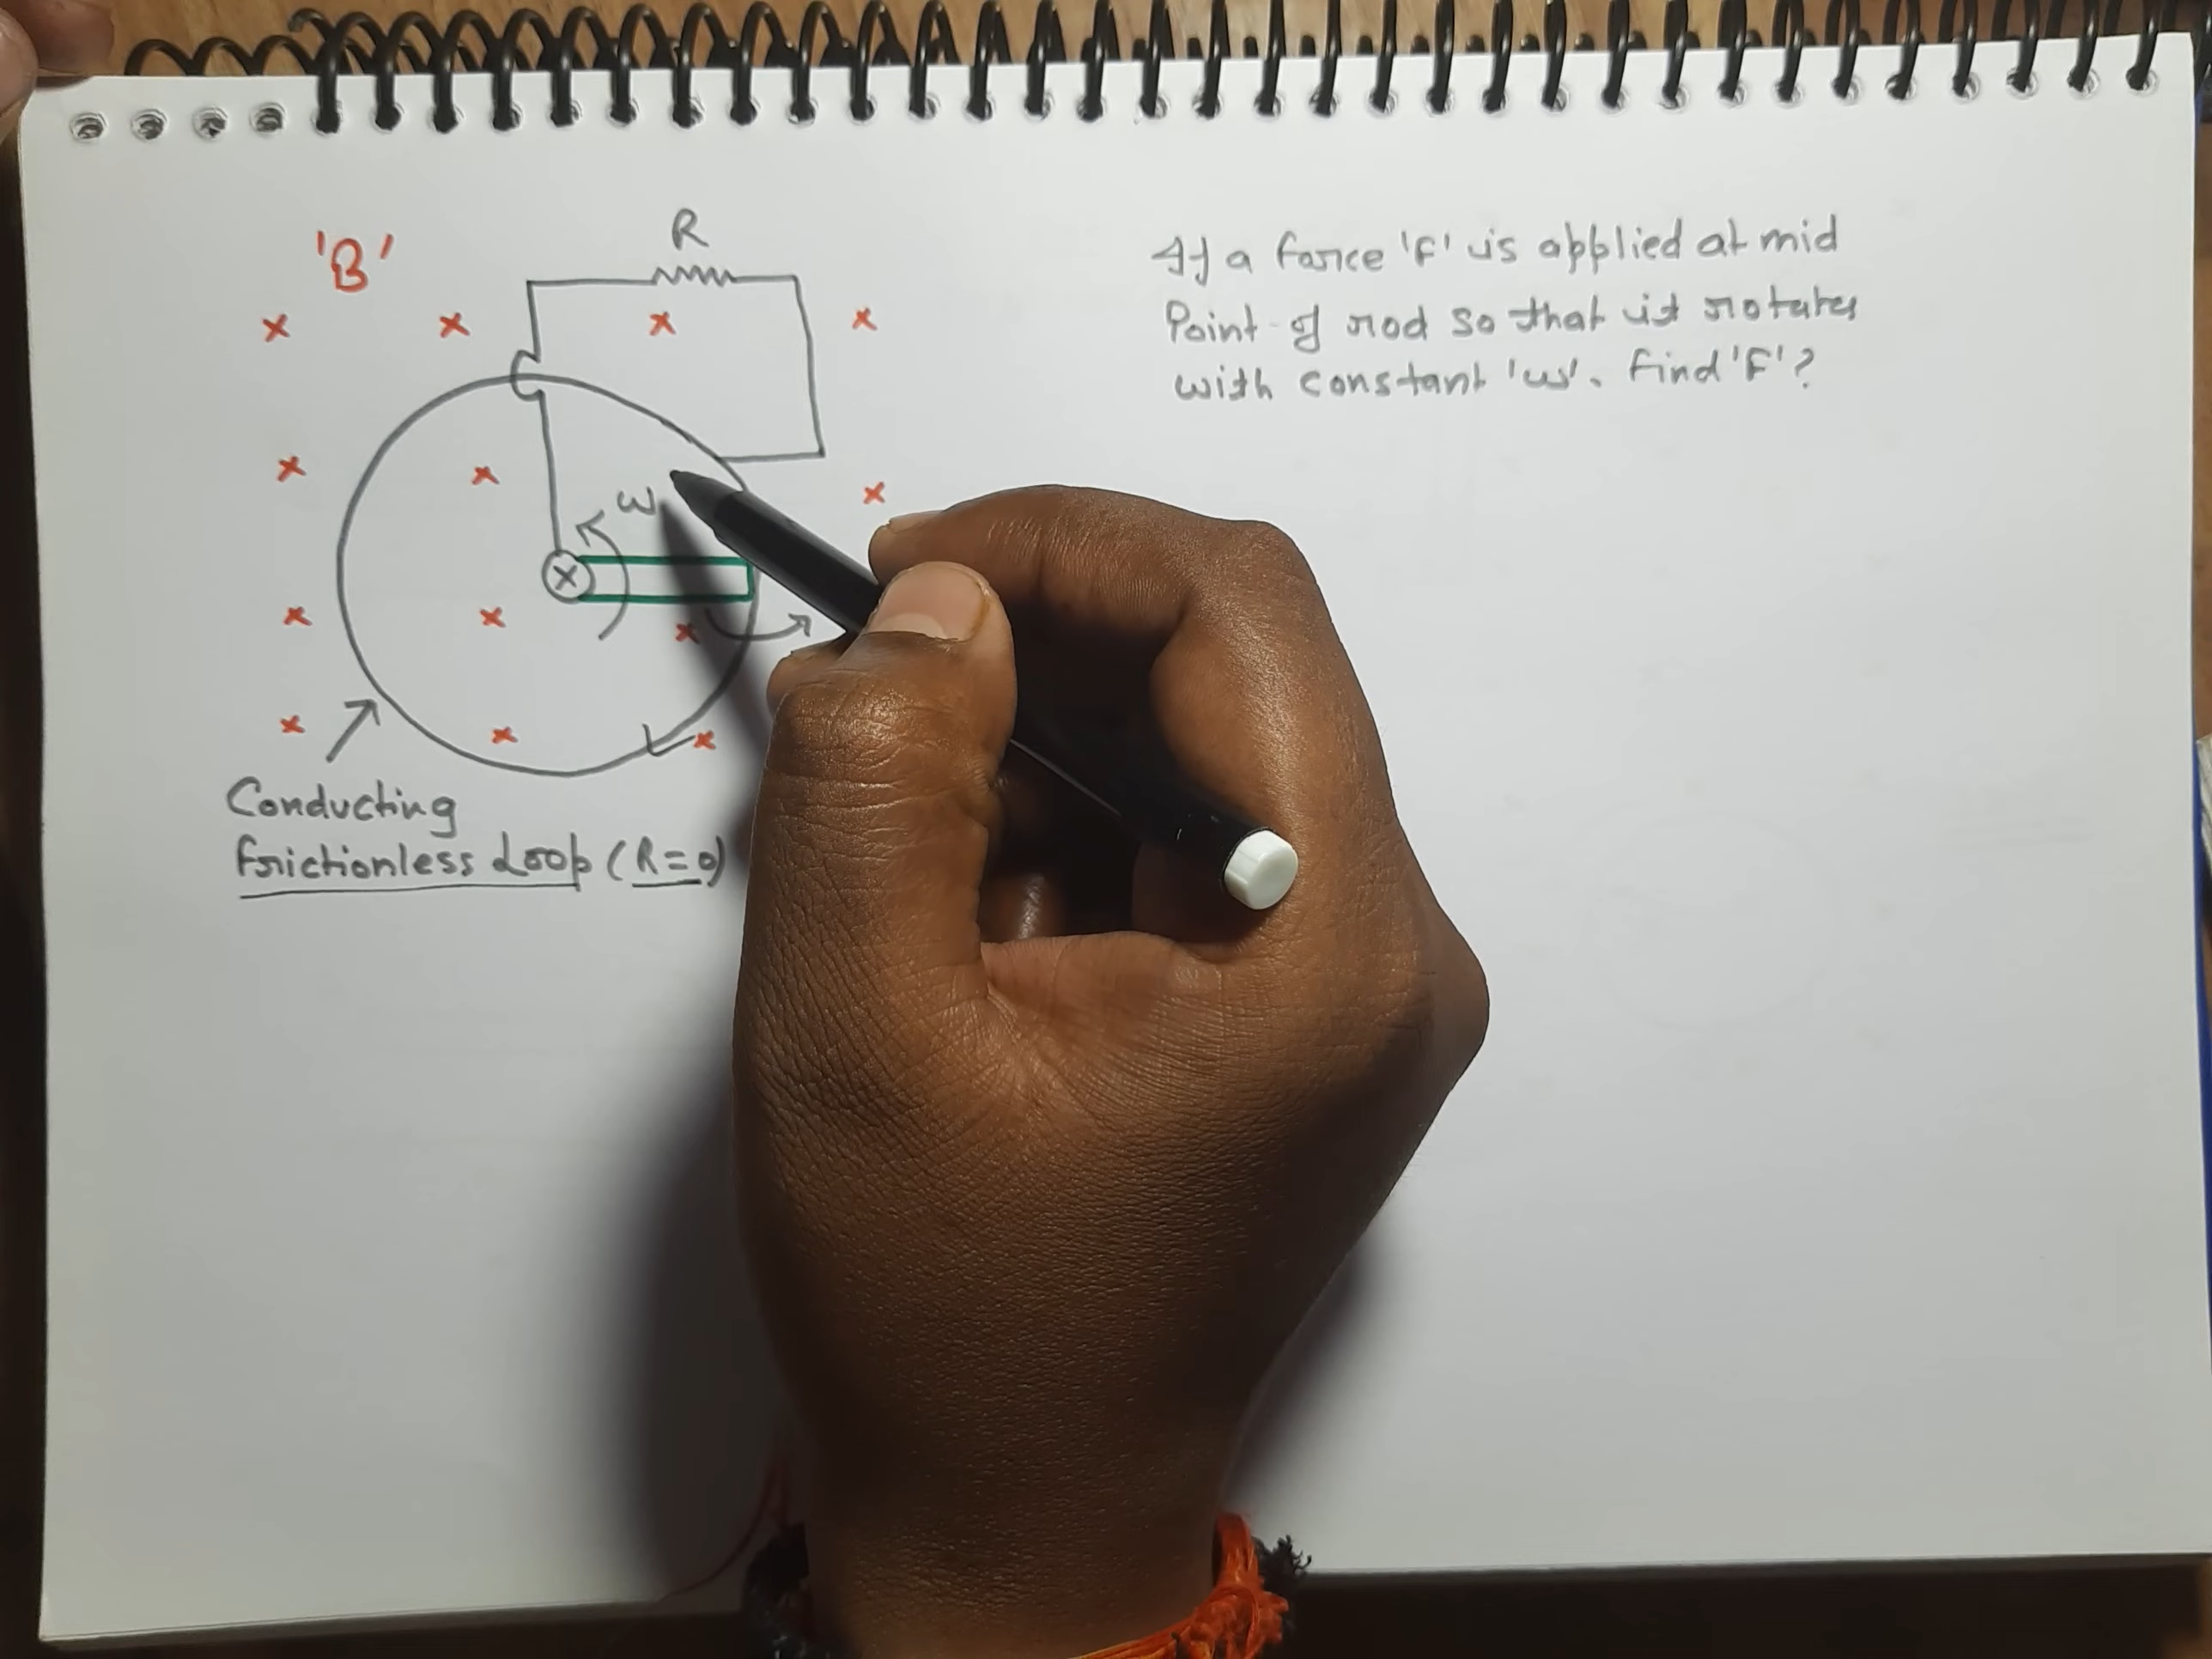 'B'
R
If a force 'F' is applied at mid
Point of rod so that it rotates
with constant 'ω'. Find 'F'?
ω
Conducting
frictionless Loop (R=0)